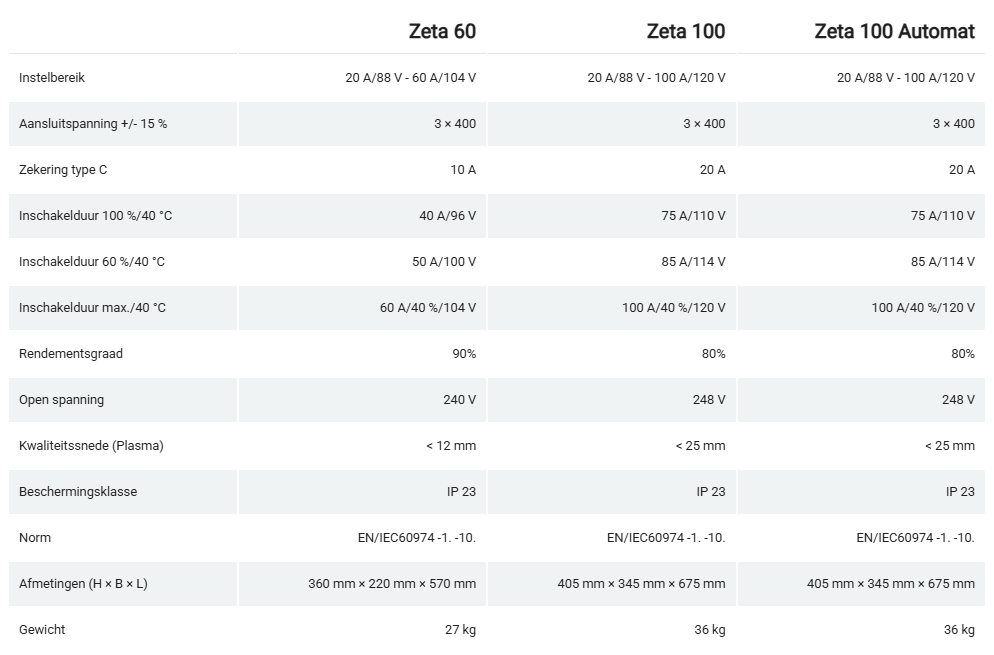 Zeta 60 Zeta 100 Zeta 100 Automat
Instelbereik 20 A/88 V - 60 A/104 V 20 A/88 V - 100 A/120 V 20 A/88 V - 100 A/120 V
Aansluitspanning +/- 15 % 3 × 400 3 × 400 3 × 400
Zekering type C 10 A 20 A 20 A
Inschakelduur 100 %/40 °C 40 A/96 V 75 A/110 V 75 A/110 V
Inschakelduur 60 %/40 °C 50 A/100 V 85 A/114 V 85 A/114 V
Inschakelduur max./40 °C 60 A/40 %/104 V 100 A/40 %/120 V 100 A/40 %/120 V
Rendementsgraad 90% 80% 80%
Open spanning 240 V 248 V 248 V
Kwaliteitssnede (Plasma) < 12 mm < 25 mm < 25 mm
Beschermingsklasse IP 23 IP 23 IP 23
Norm EN/IEC60974 -1. -10. EN/IEC60974 -1. -10. EN/IEC60974 -1. -10.
Afmetingen (H × B × L) 360 mm × 220 mm × 570 mm 405 mm × 345 mm × 675 mm 405 mm × 345 mm × 675 mm
Gewicht 27 kg 36 kg 36 kg